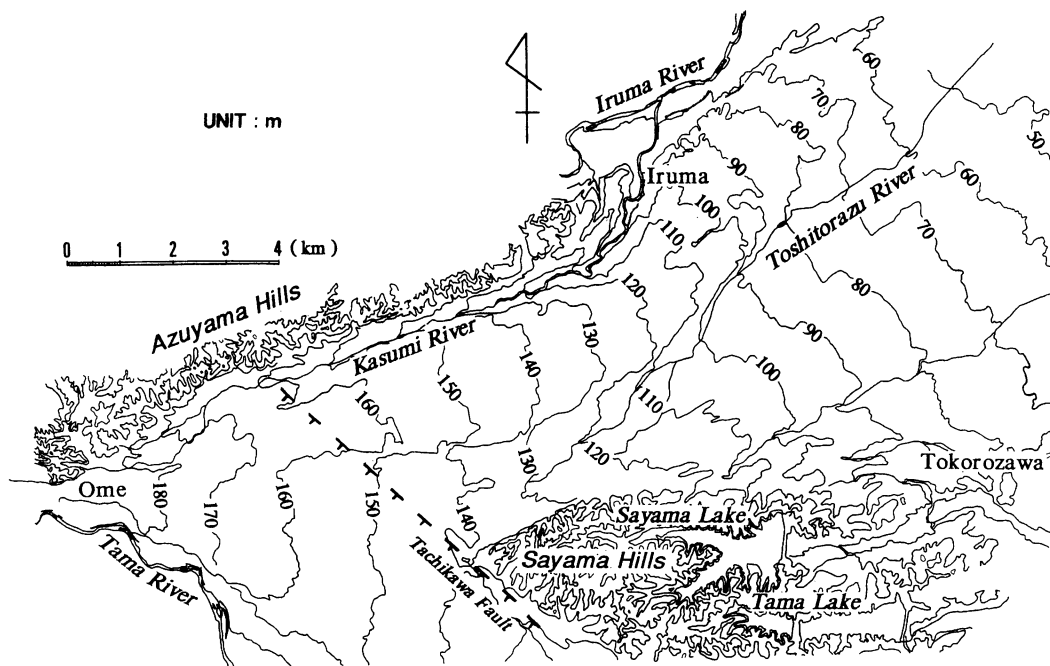 Iruma River
UNIT : m
0 1 2 3 4 (km)
Iruma
Azuyama Hills
Kasumi River
Toshitorazu River
60
70
80
90
100
110
120
130
140
150
160
50
60
70
80
90
100
110
120
130
140
150
160
170
180
Ome
Tama River
Tachikawa Fault
Tokorozawa
Sayama Lake
Sayama Hills
Tama Lake